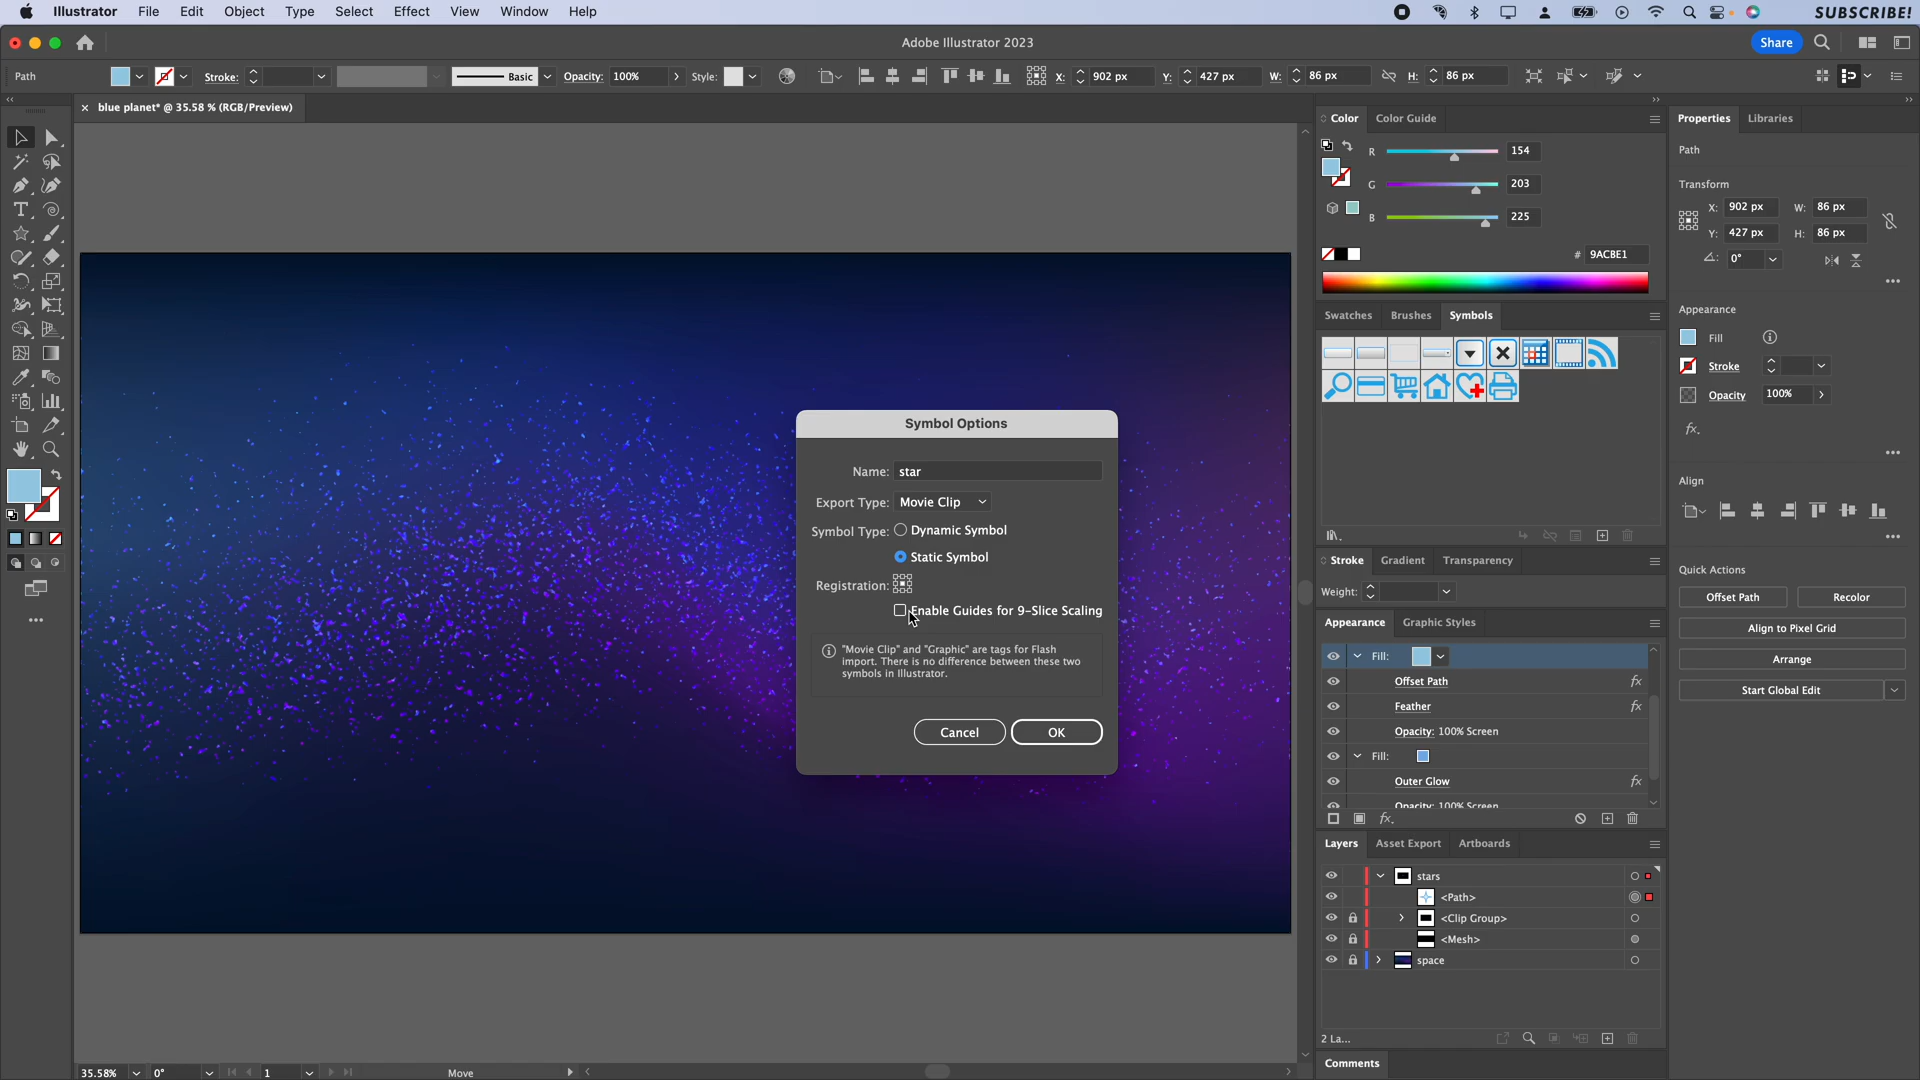 Illustrator File Edit Object Type Select Effect View Window Help SUBSCRIBE!
Adobe Illustrator 2023 Share
Path Stroke: Basic Opacity: 100% Style: X: 902 px Y: 427 px W: 86 px H: 86 px
× blue planet* @ 35.58 % (RGB/Preview)
Color Color Guide
R 154
G 203
B 225
# 9ACBE1
Swatches Brushes Symbols
Stroke Gradient Transparency
Weight:
Appearance Graphic Styles
Fill:
Offset Path fx
Feather fx
Opacity: 100% Screen
Fill:
Outer Glow fx
Opacity: 100% Screen
fx.
Layers Asset Export Artboards
stars
<Path>
<Clip Group>
<Mesh>
space
2 La...
Comments
Properties Libraries
Path
Transform
X: 902 px W: 86 px
Y: 427 px H: 86 px
0°
Appearance
Fill
Stroke
Opacity 100%
fx.
Align
Quick Actions
Offset Path Recolor
Align to Pixel Grid
Arrange
Start Global Edit
Symbol Options
Name: star
Export Type: Movie Clip
Symbol Type: Dynamic Symbol
Static Symbol
Registration:
Enable Guides for 9-Slice Scaling
"Movie Clip" and "Graphic" are tags for Flash
import. There is no difference between these two
symbols in Illustrator.
Cancel OK
35.58% 0° 1 Move